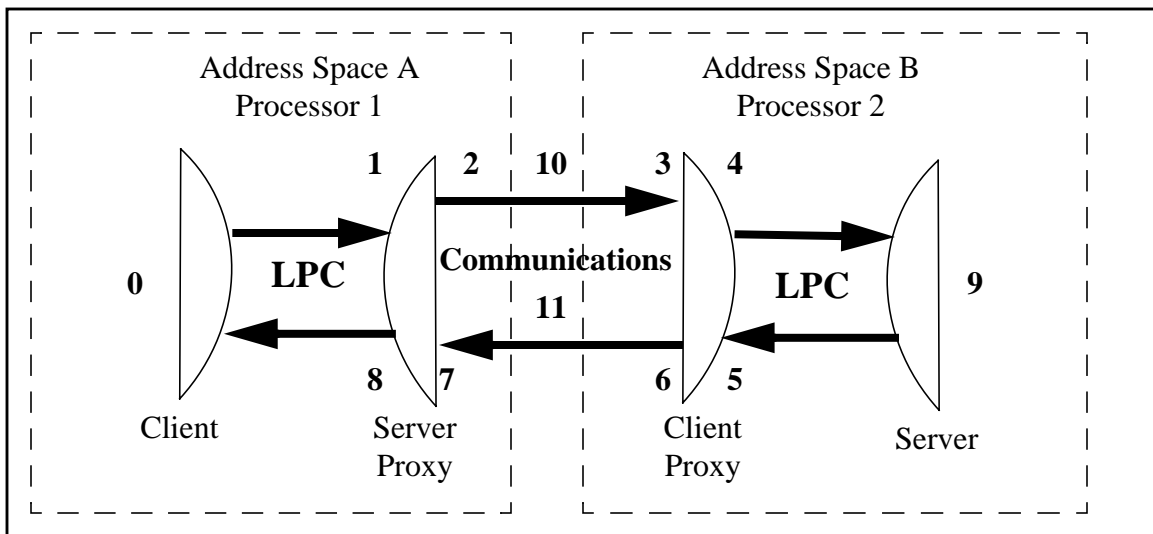 Address Space A
Processor 1
Address Space B
Processor 2
1 2 10 3 4
Communications
0 LPC LPC 9
11
8 7 6 5
Client
Server
Proxy
Client
Proxy
Server